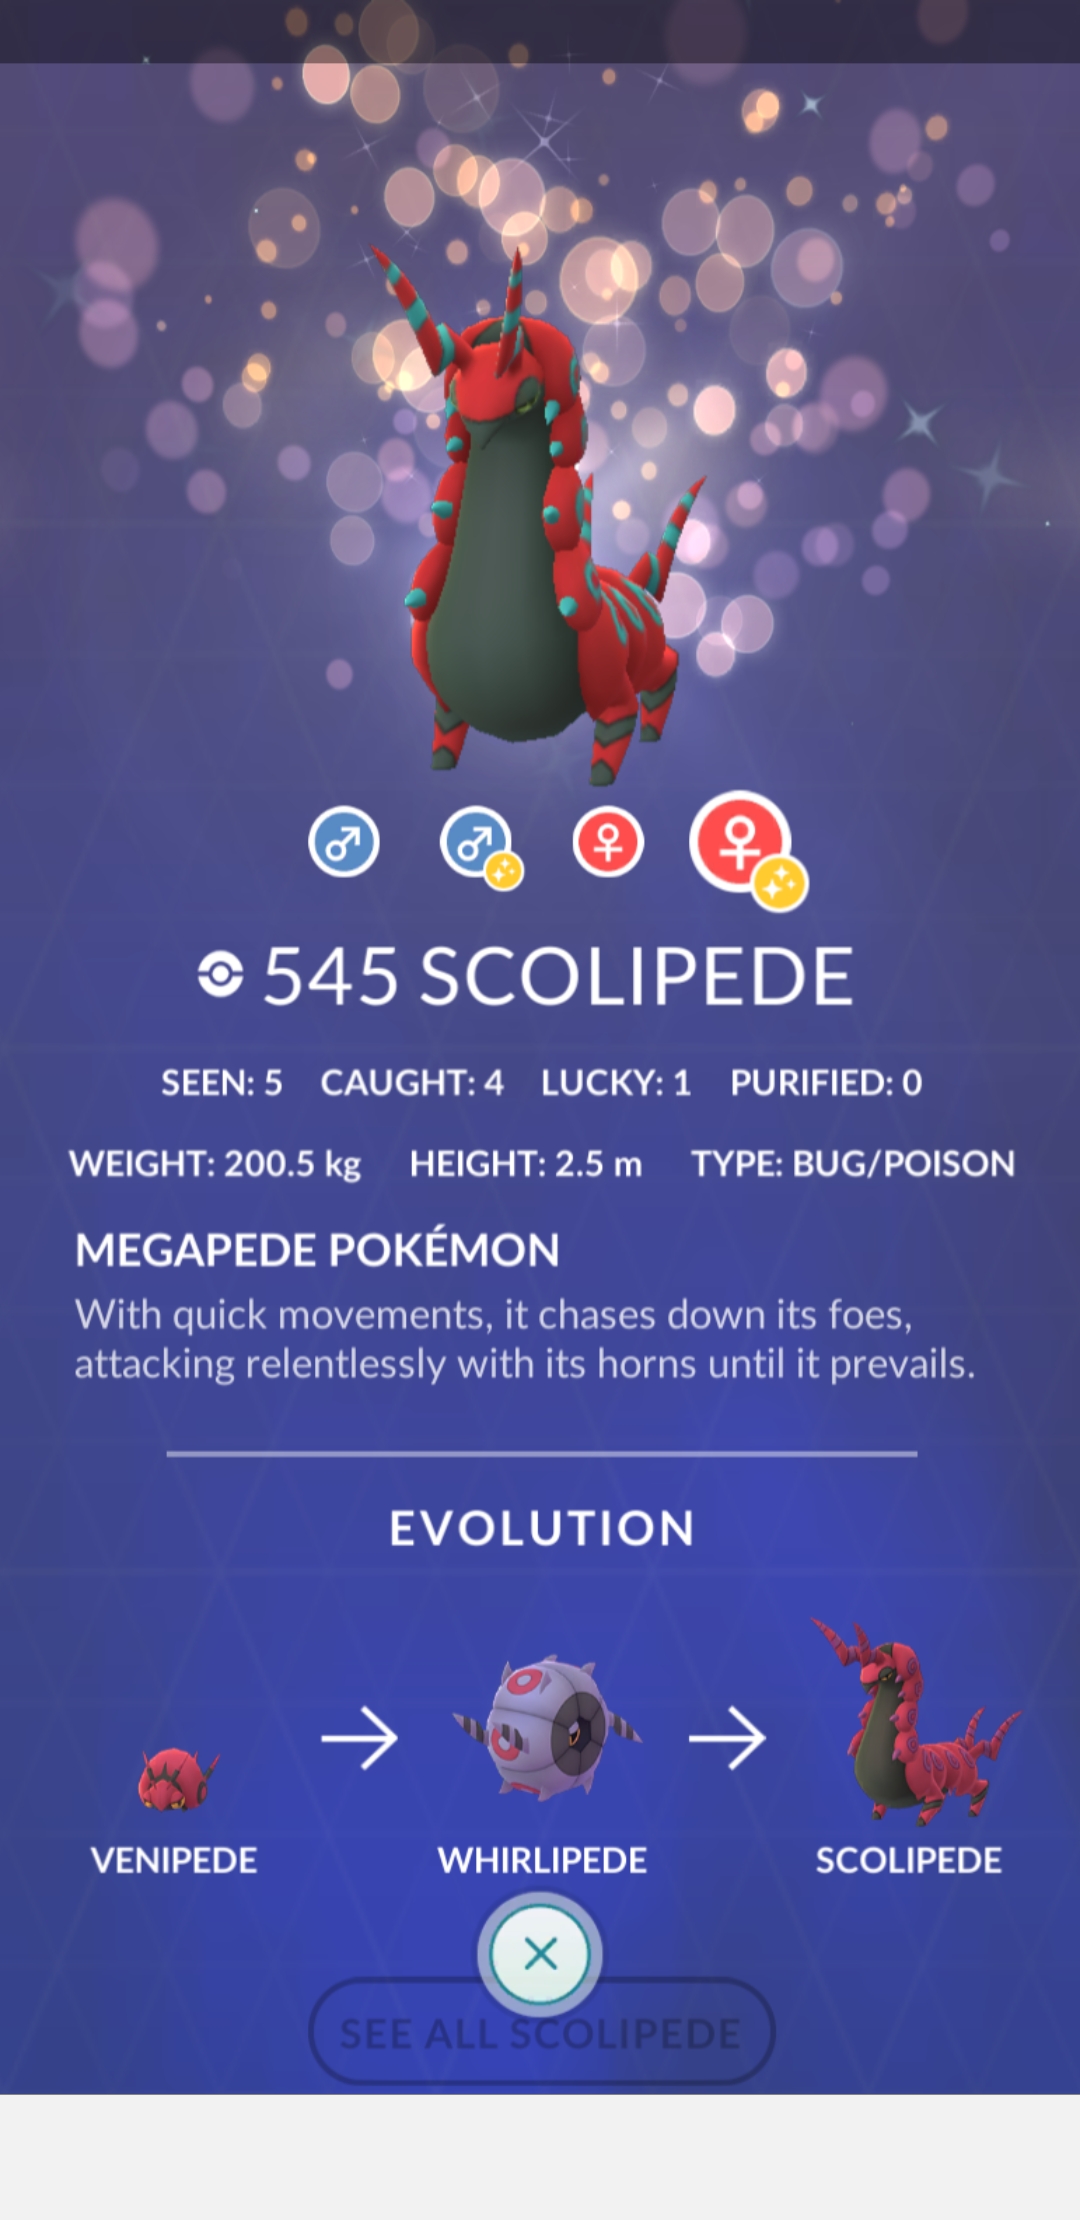 545 SCOLIPEDE
SEEN: 5 CAUGHT: 4 LUCKY: 1 PURIFIED: 0
WEIGHT: 200.5 kg HEIGHT: 2.5 m TYPE: BUG/POISON
MEGAPEDE POKÉMON
With quick movements, it chases down its foes,
attacking relentlessly with its horns until it prevails.
EVOLUTION
VENIPEDE WHIRLIPEDE SCOLIPEDE
SEE ALL SCOLIPEDE